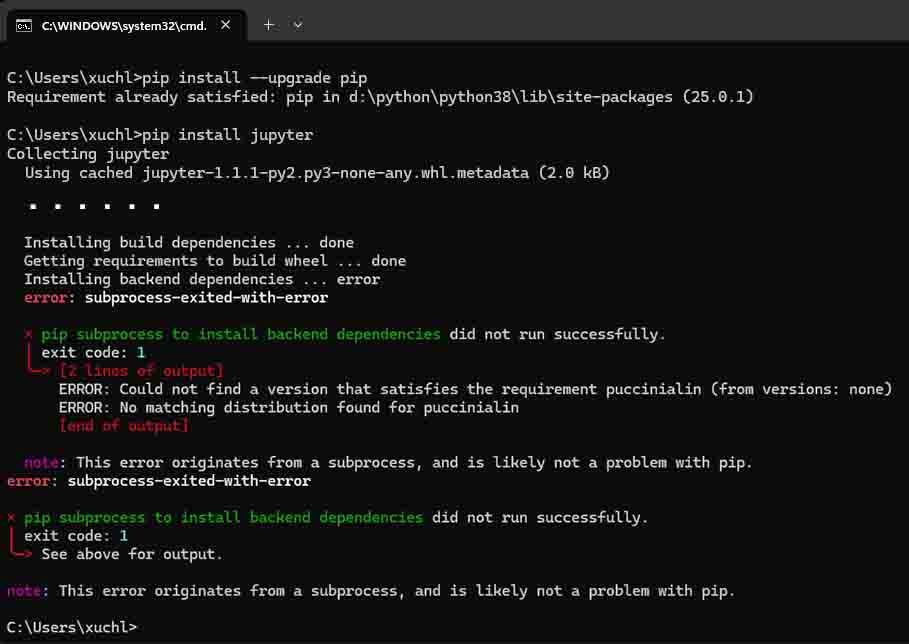 C:\WINDOWS\system32\cmd.
C:\Users\xuchl>pip install --upgrade pip
Requirement already satisfied: pip in d:\python\python38\lib\site-packages (25.0.1)
C:\Users\xuchl>pip install jupyter
Collecting jupyter
Using cached jupyter-1.1.1-py2.py3-none-any.whl.metadata (2.0 kB)
. . . . . .
Installing build dependencies ... done
Getting requirements to build wheel ... done
Installing backend dependencies ... error
error: subprocess-exited-with-error
× pip subprocess to install backend dependencies did not run successfully.
│ exit code: 1
╰─> [2 lines of output]
ERROR: Could not find a version that satisfies the requirement puccinialin (from versions: none)
ERROR: No matching distribution found for puccinialin
[end of output]
note: This error originates from a subprocess, and is likely not a problem with pip.
error: subprocess-exited-with-error
× pip subprocess to install backend dependencies did not run successfully.
│ exit code: 1
╰─> See above for output.
note: This error originates from a subprocess, and is likely not a problem with pip.
C:\Users\xuchl>